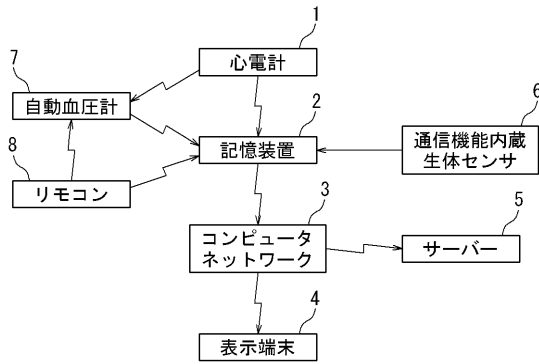 1
心電計
7
自動血圧計
2
記憶装置
6
通信機能内蔵
生体センサ
8
リモコン
3
コンピュータ
ネットワーク
5
サーバー
4
表示端末